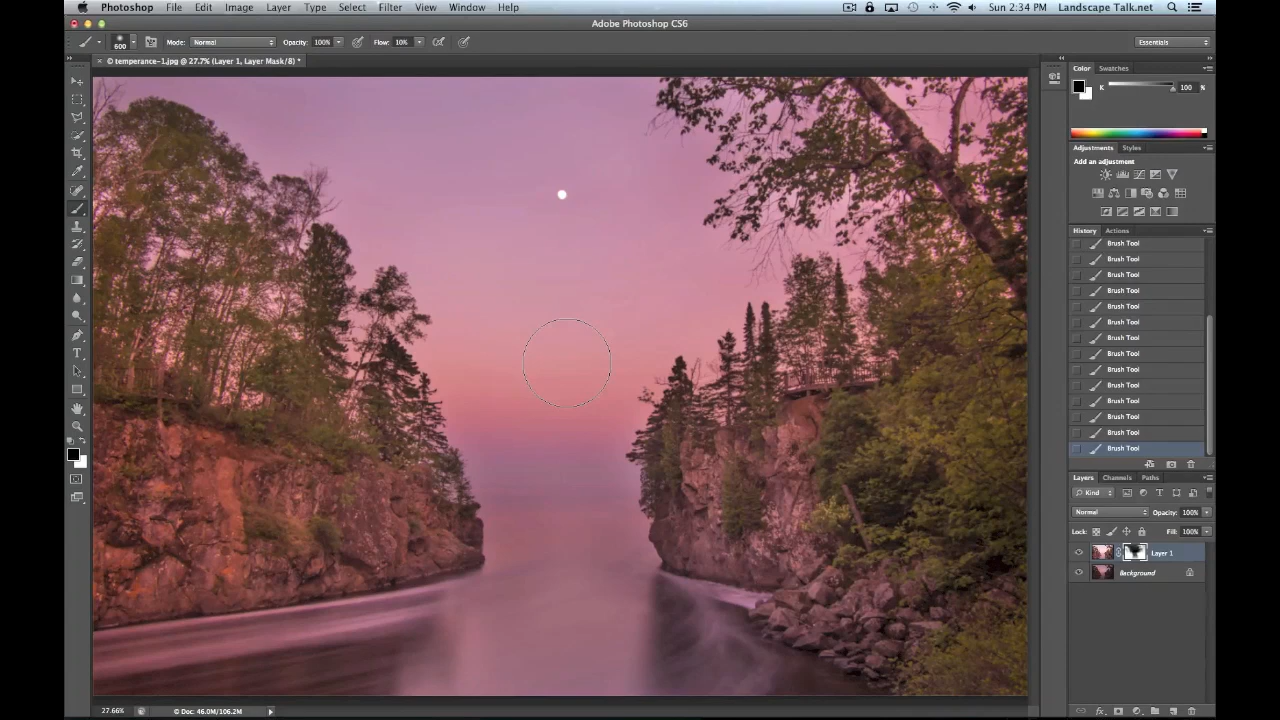 Photoshop File Edit Image Layer Type Select Filter View Window Help Sun 2:34 PM Landscape Talk.net
Adobe Photoshop CS6
600 Mode: Normal Opacity: 100% Flow: 10% Essentials
× © temperance-1.jpg @ 27.7% (Layer 1, Layer Mask/8) *
Color Swatches
K 100 %
Adjustments Styles
Add an adjustment
History Actions
Brush Tool
Brush Tool
Brush Tool
Brush Tool
Brush Tool
Brush Tool
Brush Tool
Brush Tool
Brush Tool
Brush Tool
Brush Tool
Brush Tool
Brush Tool
Brush Tool
Layers Channels Paths
Kind
Normal Opacity: 100%
Lock: Fill: 100%
Layer 1
Background
27.66% © Doc: 46.0M/106.2M